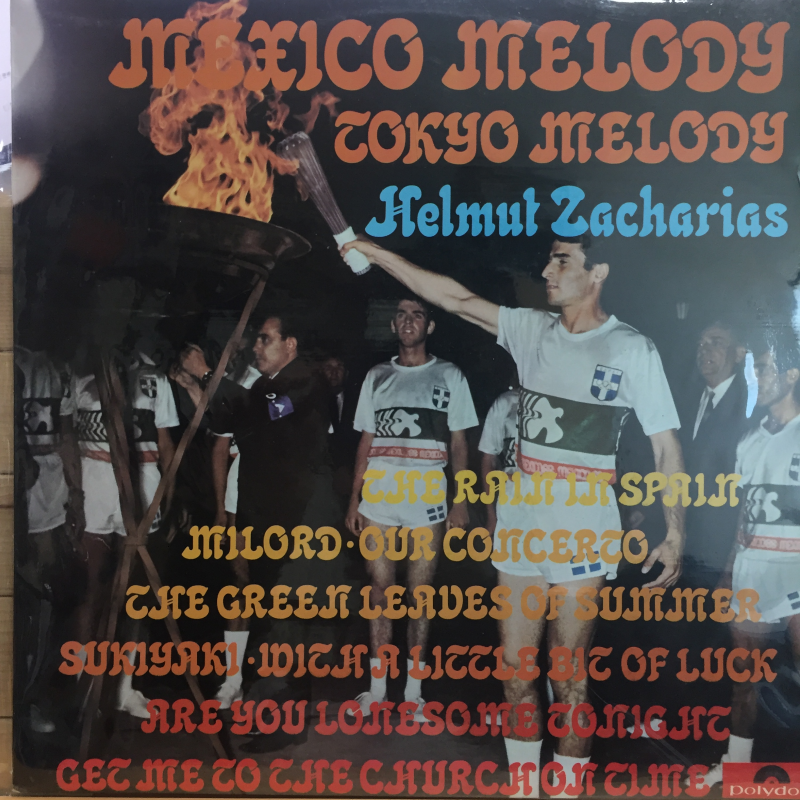 MEXICO MELODY
TOKYO MELODY
Helmut Zacharias
THE RAIN IN SPAIN
MILORD · OUR CONCERTO
THE GREEN LEAVES OF SUMMER
SUKIYAKI · WITH A LITTLE BIT OF LUCK
ARE YOU LONESOME TONIGHT
GET ME TO THE CHURCH ON TIME
Polydo